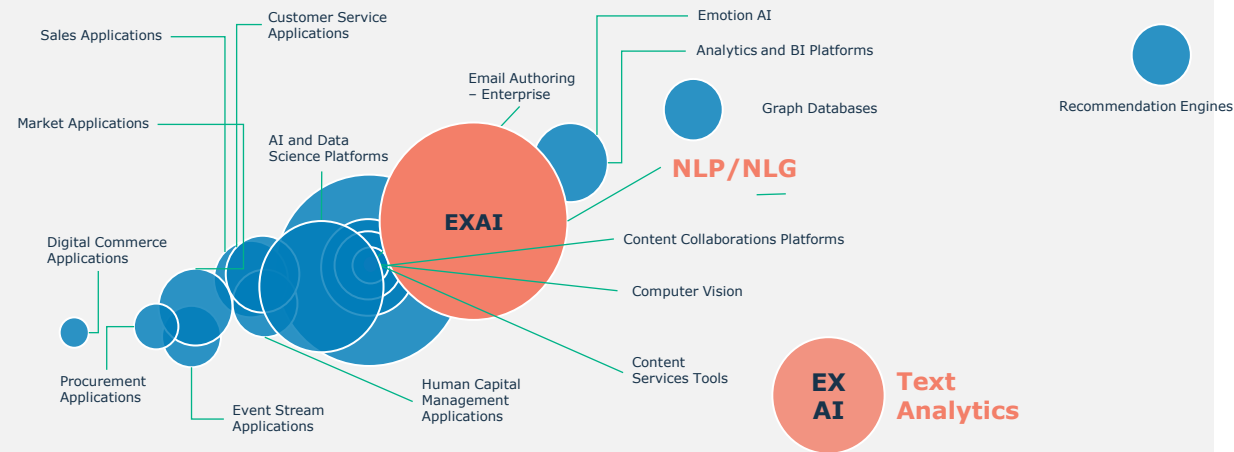 Customer Service
Applications
Sales Applications
Emotion AI
Analytics and BI Platforms
Email Authoring
– Enterprise
Graph Databases
Recommendation Engines
Market Applications
AI and Data
Science Platforms
NLP/NLG
EXAI
Digital Commerce
Applications
Content Collaborations Platforms
Computer Vision
Content
Services Tools
Procurement
Applications
Human Capital
Management
Applications
Event Stream
Applications
EX
AI
Text
Analytics